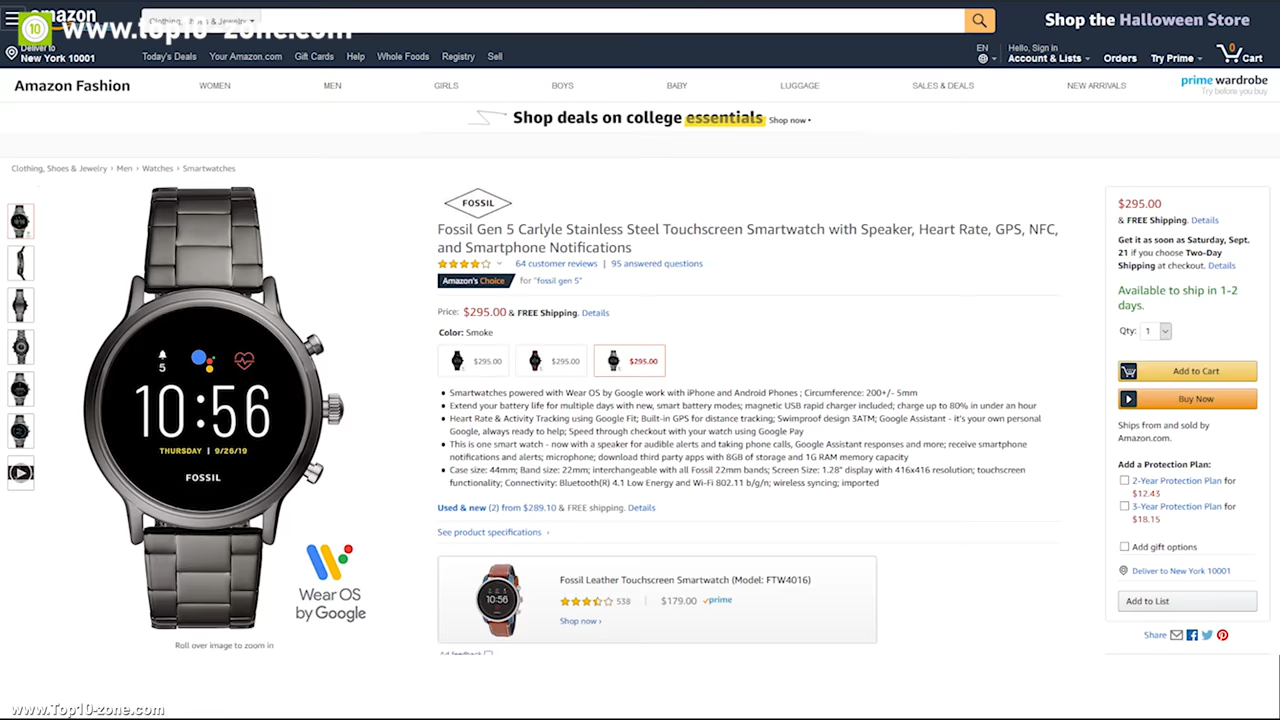 amazon
10
www.top10-zone.com
Clothing, Shoes & Jewelry
Shop the Halloween Store
Deliver to
New York 10001
Today's Deals Your Amazon.com Gift Cards Help Whole Foods Registry Sell
EN
Hello, Sign in
Account & Lists Orders Try Prime 0 Cart
Amazon Fashion WOMEN MEN GIRLS BOYS BABY LUGGAGE SALES & DEALS NEW ARRIVALS
prime wardrobe
Try before you buy
Shop deals on college essentials Shop now ›
Clothing, Shoes & Jewelry › Men › Watches › Smartwatches
5
10:56
THURSDAY | 9/26/19
FOSSIL
Wear OS
by Google
Roll over image to zoom in
FOSSIL
Fossil Gen 5 Carlyle Stainless Steel Touchscreen Smartwatch with Speaker, Heart Rate, GPS, NFC,
and Smartphone Notifications
64 customer reviews | 95 answered questions
Amazon's Choice for "fossil gen 5"
Price: $295.00 & FREE Shipping. Details
Color: Smoke
$295.00 $295.00 $295.00
• Smartwatches powered with Wear OS by Google work with iPhone and Android Phones ; Circumference: 200+/- 5mm
• Extend your battery life for multiple days with new, smart battery modes; magnetic USB rapid charger included; charge up to 80% in under an hour
• Heart Rate & Activity Tracking using Google Fit; Built-in GPS for distance tracking; Swimproof design 3ATM; Google Assistant - it's your own personal
Google, always ready to help; Speed through checkout with your watch using Google Pay
• This is one smart watch - now with a speaker for audible alerts and taking phone calls, Google Assistant responses and more; receive smartphone
notifications and alerts; microphone; download third party apps with 8GB of storage and 1G RAM memory capacity
• Case size: 44mm; Band size: 22mm; interchangeable with all Fossil 22mm bands; Screen Size: 1.28" display with 416x416 resolution; touchscreen
functionality; Connectivity: Bluetooth(R) 4.1 Low Energy and Wi-Fi 802.11 b/g/n; wireless syncing; imported
Used & new (2) from $289.10 & FREE shipping. Details
See product specifications ›
10:56
Fossil Leather Touchscreen Smartwatch (Model: FTW4016)
538 | $179.00 prime
Shop now ›
Ad feedback
$295.00
& FREE Shipping. Details
Get it as soon as Saturday, Sept.
21 if you choose Two-Day
Shipping at checkout. Details
Available to ship in 1-2
days.
Qty: 1
Add to Cart
Buy Now
Ships from and sold by
Amazon.com.
Add a Protection Plan:
2-Year Protection Plan for
$12.43
3-Year Protection Plan for
$18.15
Add gift options
Deliver to New York 10001
Add to List
Share
www.Top10-zone.com